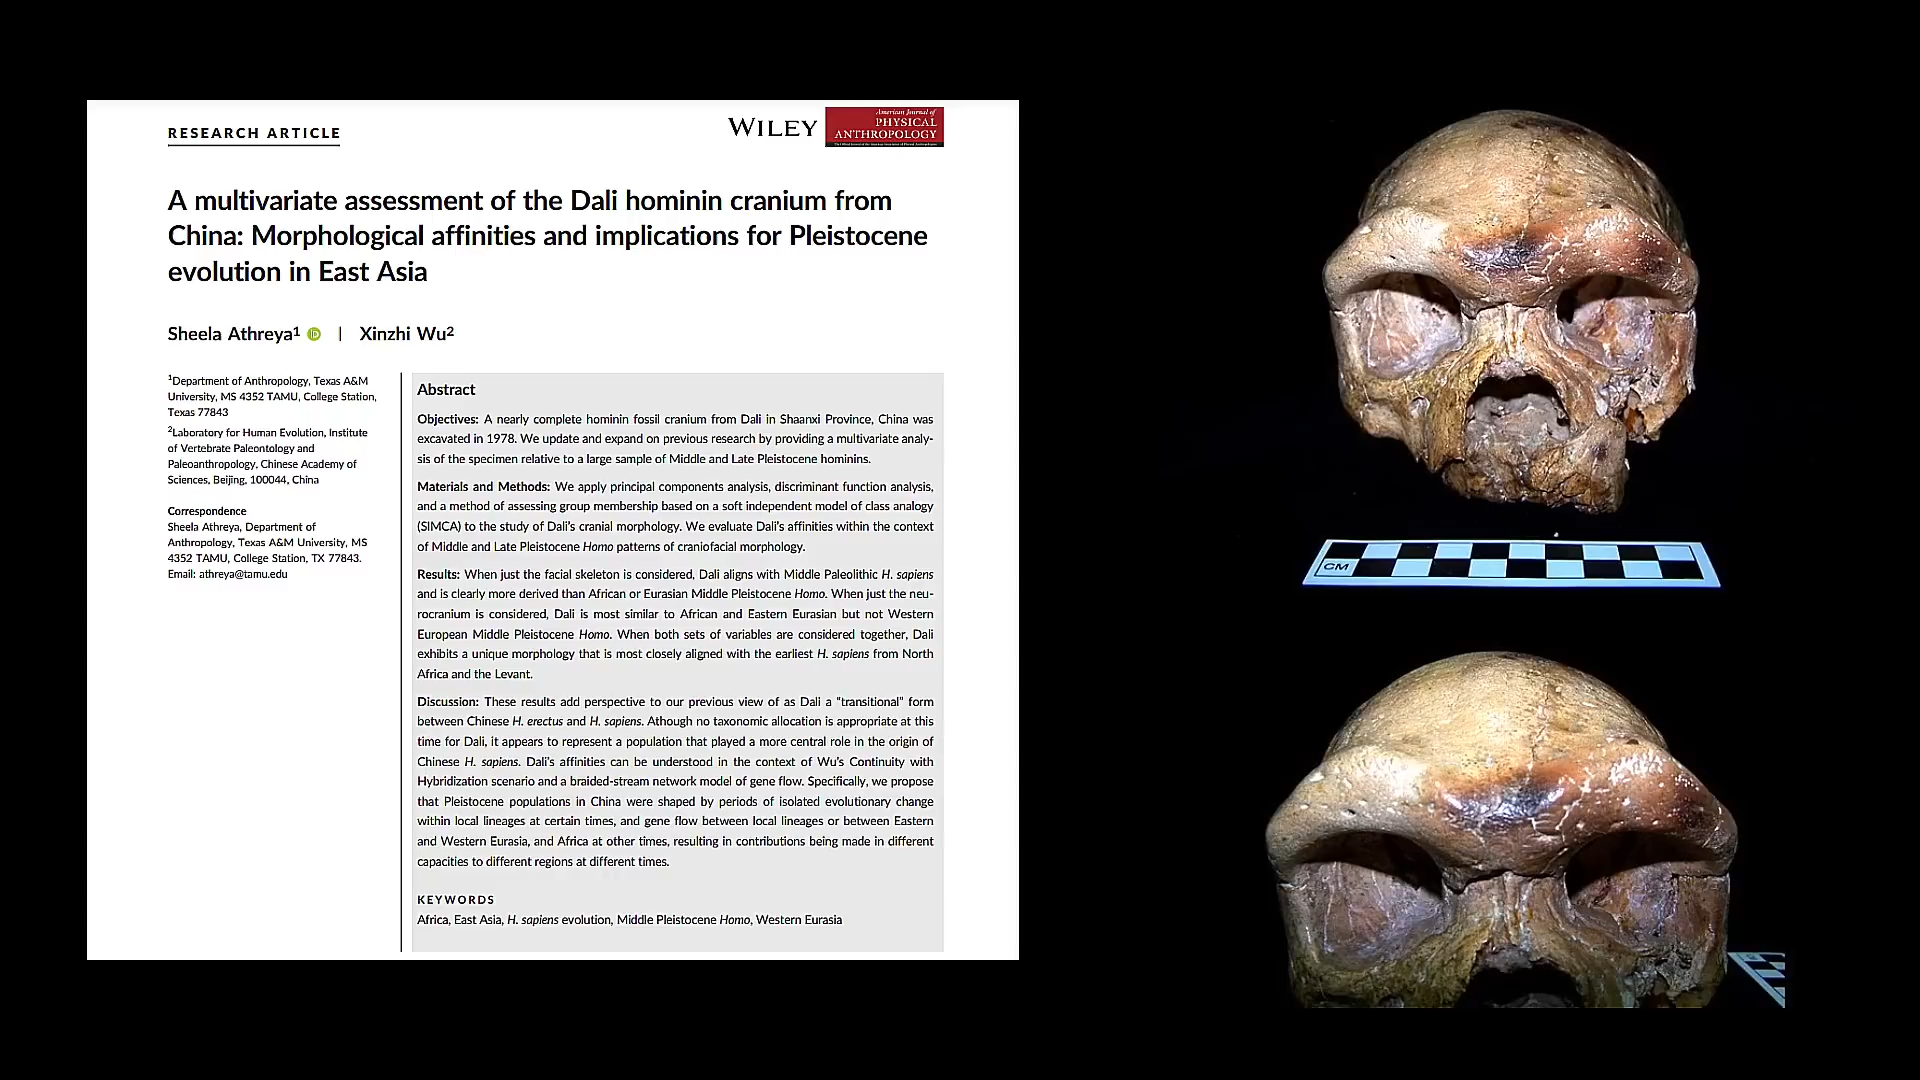 RESEARCH ARTICLE
WILEY
American Journal of
PHYSICAL
ANTHROPOLOGY
A multivariate assessment of the Dali hominin cranium from
China: Morphological affinities and implications for Pleistocene
evolution in East Asia
Sheela Athreya1 iD | Xinzhi Wu2
1Department of Anthropology, Texas A&M
University, MS 4352 TAMU, College Station,
Texas 77843
2Laboratory for Human Evolution, Institute
of Vertebrate Paleontology and
Paleoanthropology, Chinese Academy of
Sciences, Beijing, 100044, China
Correspondence
Sheela Athreya, Department of
Anthropology, Texas A&M University, MS
4352 TAMU, College Station, TX 77843.
Email: athreya@tamu.edu
Abstract
Objectives: A nearly complete hominin fossil cranium from Dali in Shaanxi Province, China was
excavated in 1978. We update and expand on previous research by providing a multivariate analy-
sis of the specimen relative to a large sample of Middle and Late Pleistocene hominins.
Materials and Methods: We apply principal components analysis, discriminant function analysis,
and a method of assessing group membership based on a soft independent model of class analogy
(SIMCA) to the study of Dali's cranial morphology. We evaluate Dali's affinities within the context
of Middle and Late Pleistocene Homo patterns of craniofacial morphology.
Results: When just the facial skeleton is considered, Dali aligns with Middle Paleolithic H. sapiens
and is clearly more derived than African or Eurasian Middle Pleistocene Homo. When just the neu-
rocranium is considered, Dali is most similar to African and Eastern Eurasian but not Western
European Middle Pleistocene Homo. When both sets of variables are considered together, Dali
exhibits a unique morphology that is most closely aligned with the earliest H. sapiens from North
Africa and the Levant.
Discussion: These results add perspective to our previous view of as Dali a "transitional" form
between Chinese H. erectus and H. sapiens. Athough no taxonomic allocation is appropriate at this
time for Dali, it appears to represent a population that played a more central role in the origin of
Chinese H. sapiens. Dali's affinities can be understood in the context of Wu's Continuity with
Hybridization scenario and a braided-stream network model of gene flow. Specifically, we propose
that Pleistocene populations in China were shaped by periods of isolated evolutionary change
within local lineages at certain times, and gene flow between local lineages or between Eastern
and Western Eurasia, and Africa at other times, resulting in contributions being made in different
capacities to different regions at different times.
KEYWORDS
Africa, East Asia, H. sapiens evolution, Middle Pleistocene Homo, Western Eurasia
CM